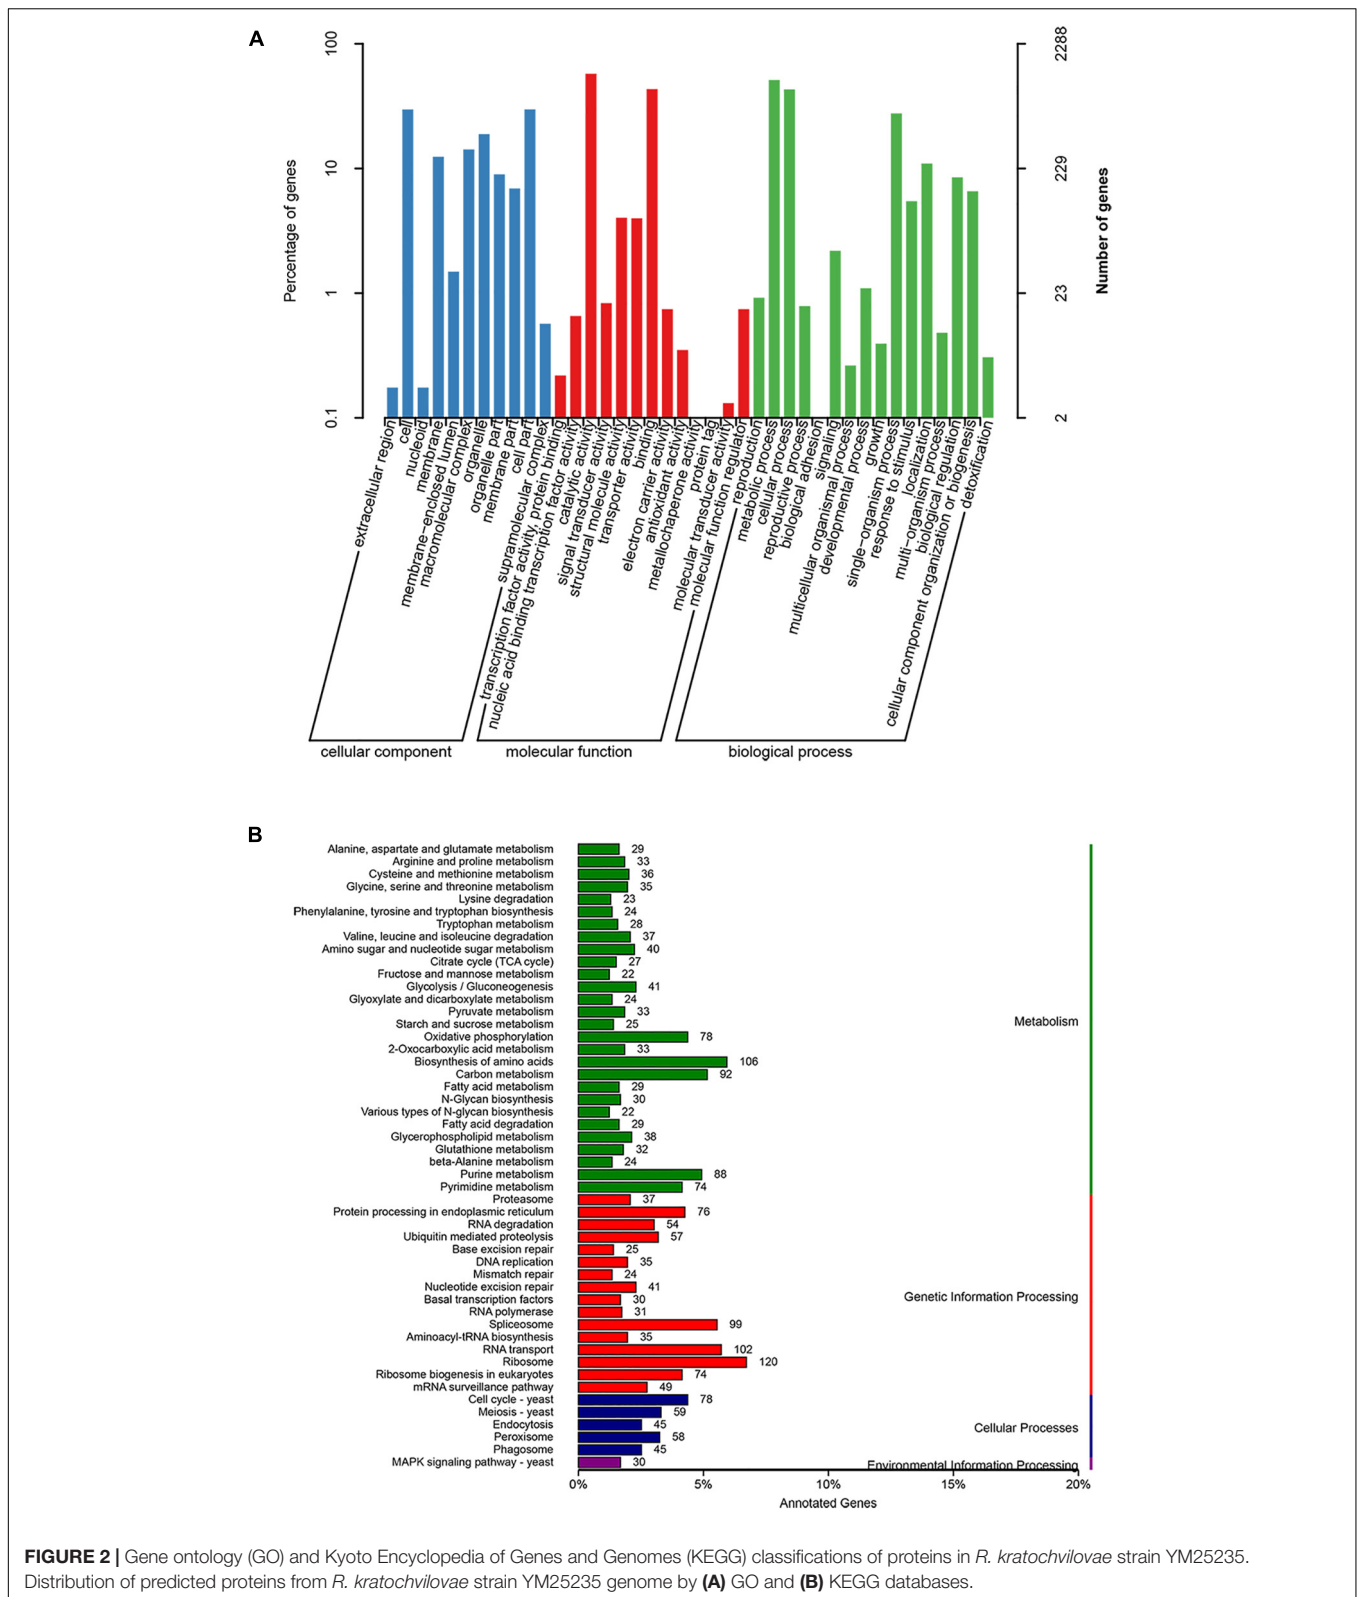 A
Percentage of genes
100
10
1
0.1
Number of genes
2288
229
23
2
extracellular region
cell
nucleoid
membrane
membrane−enclosed lumen
macromolecular complex
organelle
organelle part
membrane part
cell part
supramolecular complex
transcription factor activity, protein binding
nucleic acid binding transcription factor activity
catalytic activity
signal transducer activity
structural molecule activity
transporter activity
binding
electron carrier activity
antioxidant activity
metallochaperone activity
protein tag
molecular transducer activity
molecular function regulator
reproduction
metabolic process
cellular process
reproductive process
biological adhesion
signaling
multicellular organismal process
developmental process
growth
single−organism process
response to stimulus
localization
multi−organism process
biological regulation
cellular component organization or biogenesis
detoxification
cellular component
molecular function
biological process
B
Alanine, aspartate and glutamate metabolism 29
Arginine and proline metabolism 33
Cysteine and methionine metabolism 36
Glycine, serine and threonine metabolism 35
Lysine degradation 23
Phenylalanine, tyrosine and tryptophan biosynthesis 24
Tryptophan metabolism 28
Valine, leucine and isoleucine degradation 37
Amino sugar and nucleotide sugar metabolism 40
Citrate cycle (TCA cycle) 27
Fructose and mannose metabolism 22
Glycolysis / Gluconeogenesis 41
Glyoxylate and dicarboxylate metabolism 24
Pyruvate metabolism 33
Starch and sucrose metabolism 25
Metabolism
Oxidative phosphorylation 78
2-Oxocarboxylic acid metabolism 33
Biosynthesis of amino acids 106
Carbon metabolism 92
Fatty acid metabolism 29
N-Glycan biosynthesis 30
Various types of N-glycan biosynthesis 22
Fatty acid degradation 29
Glycerophospholipid metabolism 38
Glutathione metabolism 32
beta-Alanine metabolism 24
Purine metabolism 88
Pyrimidine metabolism 74
Proteasome 37
Protein processing in endoplasmic reticulum 76
RNA degradation 54
Ubiquitin mediated proteolysis 57
Base excision repair 25
DNA replication 35
Mismatch repair 24
Nucleotide excision repair 41
Genetic Information Processing
Basal transcription factors 30
RNA polymerase 31
Spliceosome 99
Aminoacyl-tRNA biosynthesis 35
RNA transport 102
Ribosome 120
Ribosome biogenesis in eukaryotes 74
mRNA surveillance pathway 49
Cell cycle - yeast 78
Meiosis - yeast 59
Endocytosis 45
Cellular Processes
Peroxisome 58
Phagosome 45
MAPK signaling pathway - yeast 30
Environmental Information Processing
0% 5% 10% 15% 20%
Annotated Genes
FIGURE 2 | Gene ontology (GO) and Kyoto Encyclopedia of Genes and Genomes (KEGG) classifications of proteins in R. kratochvilovae strain YM25235.
Distribution of predicted proteins from R. kratochvilovae strain YM25235 genome by (A) GO and (B) KEGG databases.